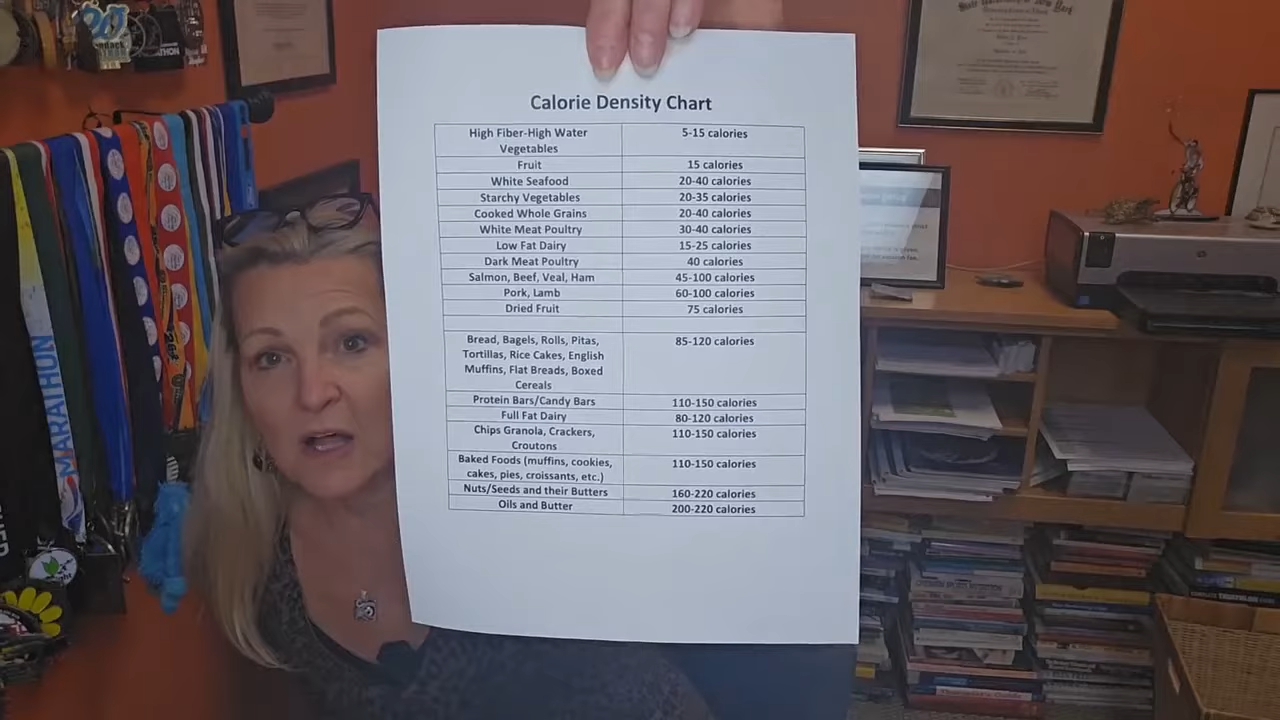 State University of New York
MARATHON
Calorie Density Chart
High Fiber-High Water 5-15 calories
Vegetables
Fruit 15 calories
White Seafood 20-40 calories
Starchy Vegetables 20-35 calories
Cooked Whole Grains 20-40 calories
White Meat Poultry 30-40 calories
Low Fat Dairy 15-25 calories
Dark Meat Poultry 40 calories
Salmon, Beef, Veal, Ham 45-100 calories
Pork, Lamb 60-100 calories
Dried Fruit 75 calories
Bread, Bagels, Rolls, Pitas, 85-120 calories
Tortillas, Rice Cakes, English
Muffins, Flat Breads, Boxed
Cereals
Protein Bars/Candy Bars 110-150 calories
Full Fat Dairy 80-120 calories
Chips Granola, Crackers, 110-150 calories
Croutons
Baked Foods (muffins, cookies, 110-150 calories
cakes, pies, croissants, etc.)
Nuts/Seeds and their Butters 160-220 calories
Oils and Butter 200-220 calories